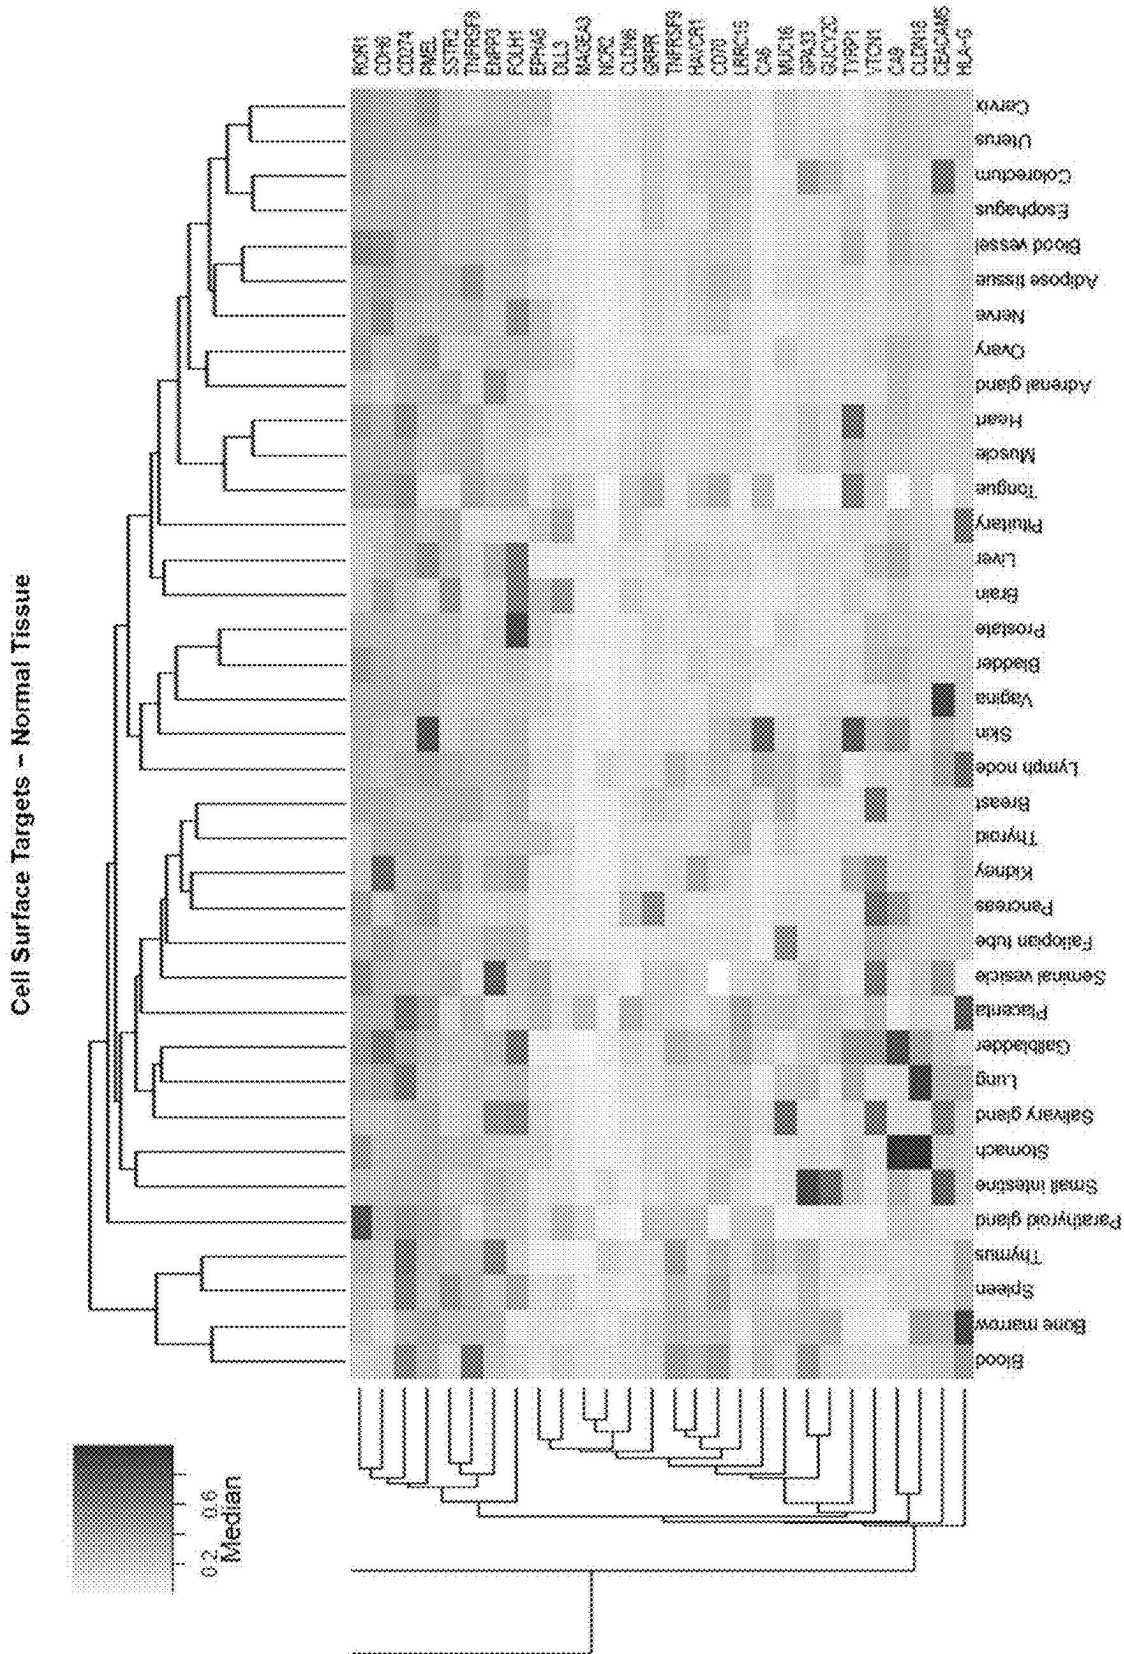 Cell Surface Targets – Normal Tissue
ROR1
CDH6
CD74
PMEL
SSTR2
TNFRSF8
ENPP3
FOLH1
EPHA5
DLL3
MAGEA3
NCR2
CLDN6
GRPR
TNFRSF9
HAVCR1
CD70
LRRC15
CA6
MUC16
GPA33
GUCY2C
TYRP1
VTCN1
CA9
CLDN18
CEACAM5
HLA-G
Cervix
Uterus
Colorectum
Esophagus
Blood vessel
Adipose tissue
Nerve
Ovary
Adrenal gland
Heart
Muscle
Tongue
Pituitary
Liver
Brain
Prostate
Bladder
Vagina
Skin
Lymph node
Breast
Thyroid
Kidney
Pancreas
Fallopian tube
Seminal vesicle
Placenta
Gallbladder
Lung
Salivary gland
Stomach
Small intestine
Parathyroid gland
Thymus
Spleen
Bone marrow
Blood
0.2 0.6
Median